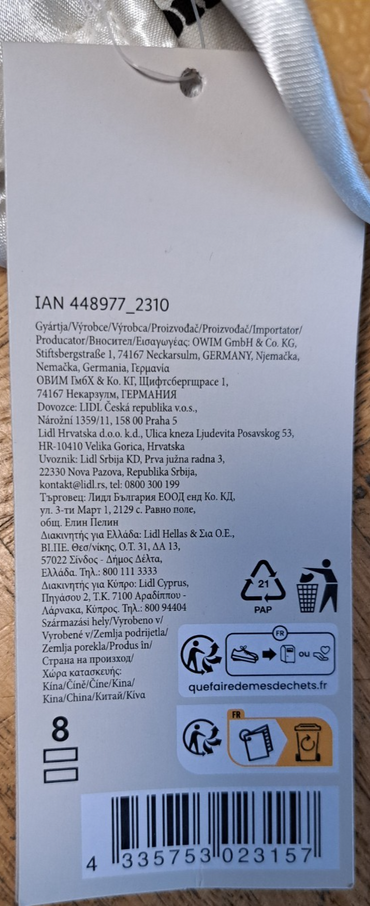 IAN 448977_2310
Gyártja/Výrobce/Výrobca/Proizvođač/Proizvođač/Importator/
Producator/Вносител/Εισαγωγέας: OWIM GmbH & Co. KG,
Stiftsbergstraße 1, 74167 Neckarsulm, GERMANY, Njemačka,
Nemačka, Germania, Германия
ОВИМ ГмбХ & Ко. КГ, Щифтсбергщрасе 1,
74167 Некарзулм, ГЕРМАНИЯ
Dovozce: LIDL Česká republika v.o.s.,
Nárožní 1359/11, 158 00 Praha 5
Lidl Hrvatska d.o.o. k.d., Ulica kneza Ljudevita Posavskog 53,
HR-10410 Velika Gorica, Hrvatska
Uvoznik: Lidl Srbija KD, Prva južna radna 3,
22330 Nova Pazova, Republika Srbija,
kontakt@lidl.rs, tel: 0800 300 199
Търговец: Лидл България ЕООД енд Ко. КД,
ул. 3-ти Март 1, 2129 с. Равно поле,
общ. Елин Пелин
Διακινητής για Ελλάδα: Lidl Hellas & Σια Ο.Ε.,
ΒΙ.ΠΕ. Θεσ/νίκης, Ο.Τ. 31, ΔΑ 13,
57022 Σίνδος - Δήμος Δέλτα,
Ελλάδα. Τηλ.: 800 111 3333
Διακινητής για Κύπρο: Lidl Cyprus,
Πηγάσου 2, Τ.Κ. 7100 Αραδίππου -
Λάρνακα, Κύπρος. Τηλ.: 800 94404
Származási hely/Vyrobeno v/
Vyrobené v/Zemlja podrijetla/
Zemlja porekla/Produs în/
Страна на произход/
Χώρα κατασκευής:
Kína/Číně/Číne/Kina/
Kina/China/Китай/Κίνα
21
PAP
FR
OU
quefairedemesdechets.fr
FR
8
4 335753 023157